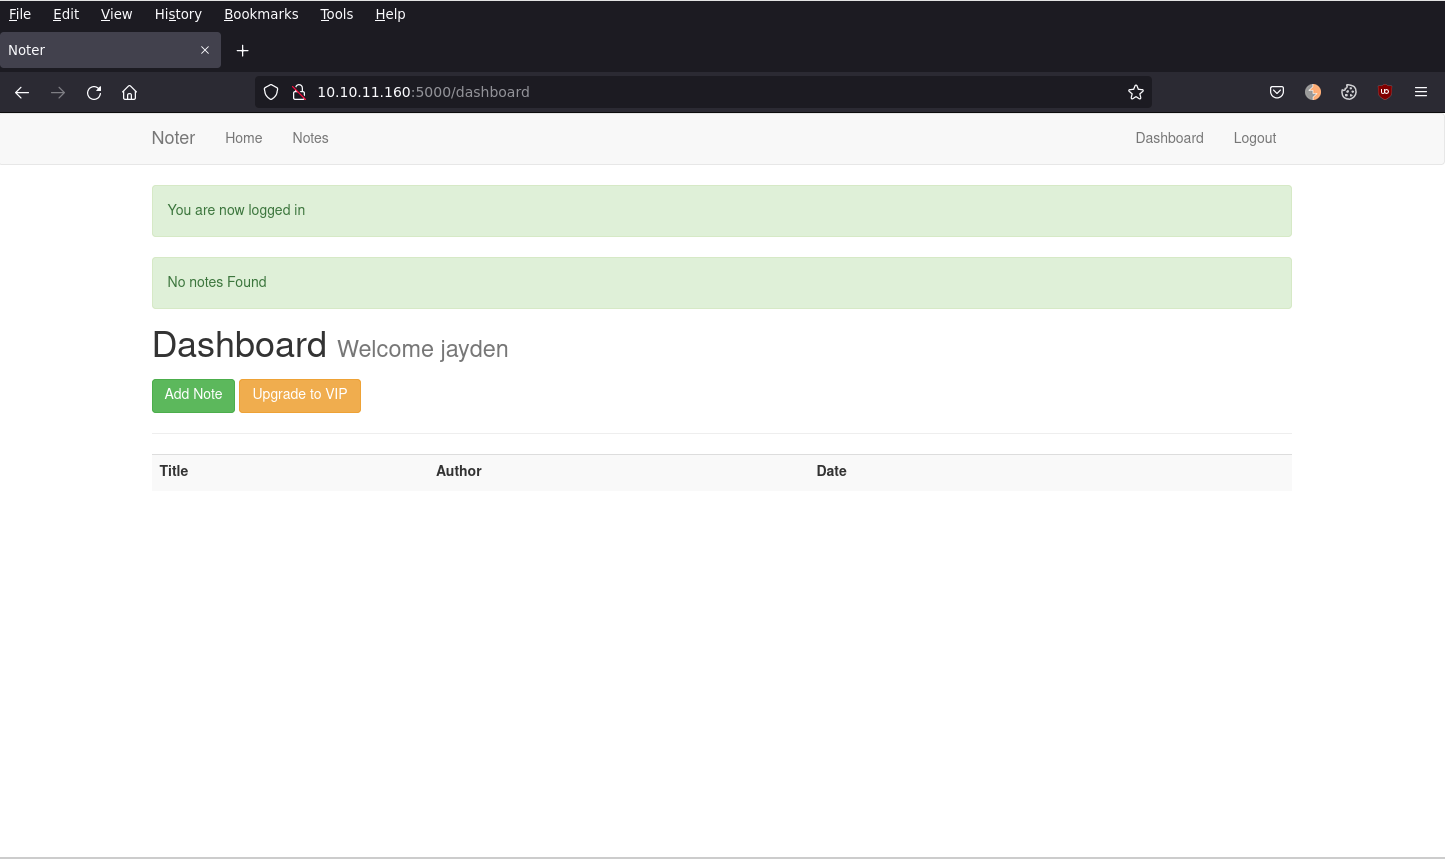 File Edit View History Bookmarks Tools Help
Noter
10.10.11.160:5000/dashboard
Noter Home Notes Dashboard Logout
You are now logged in
No notes Found
Dashboard Welcome jayden
Add Note Upgrade to VIP
Title Author Date